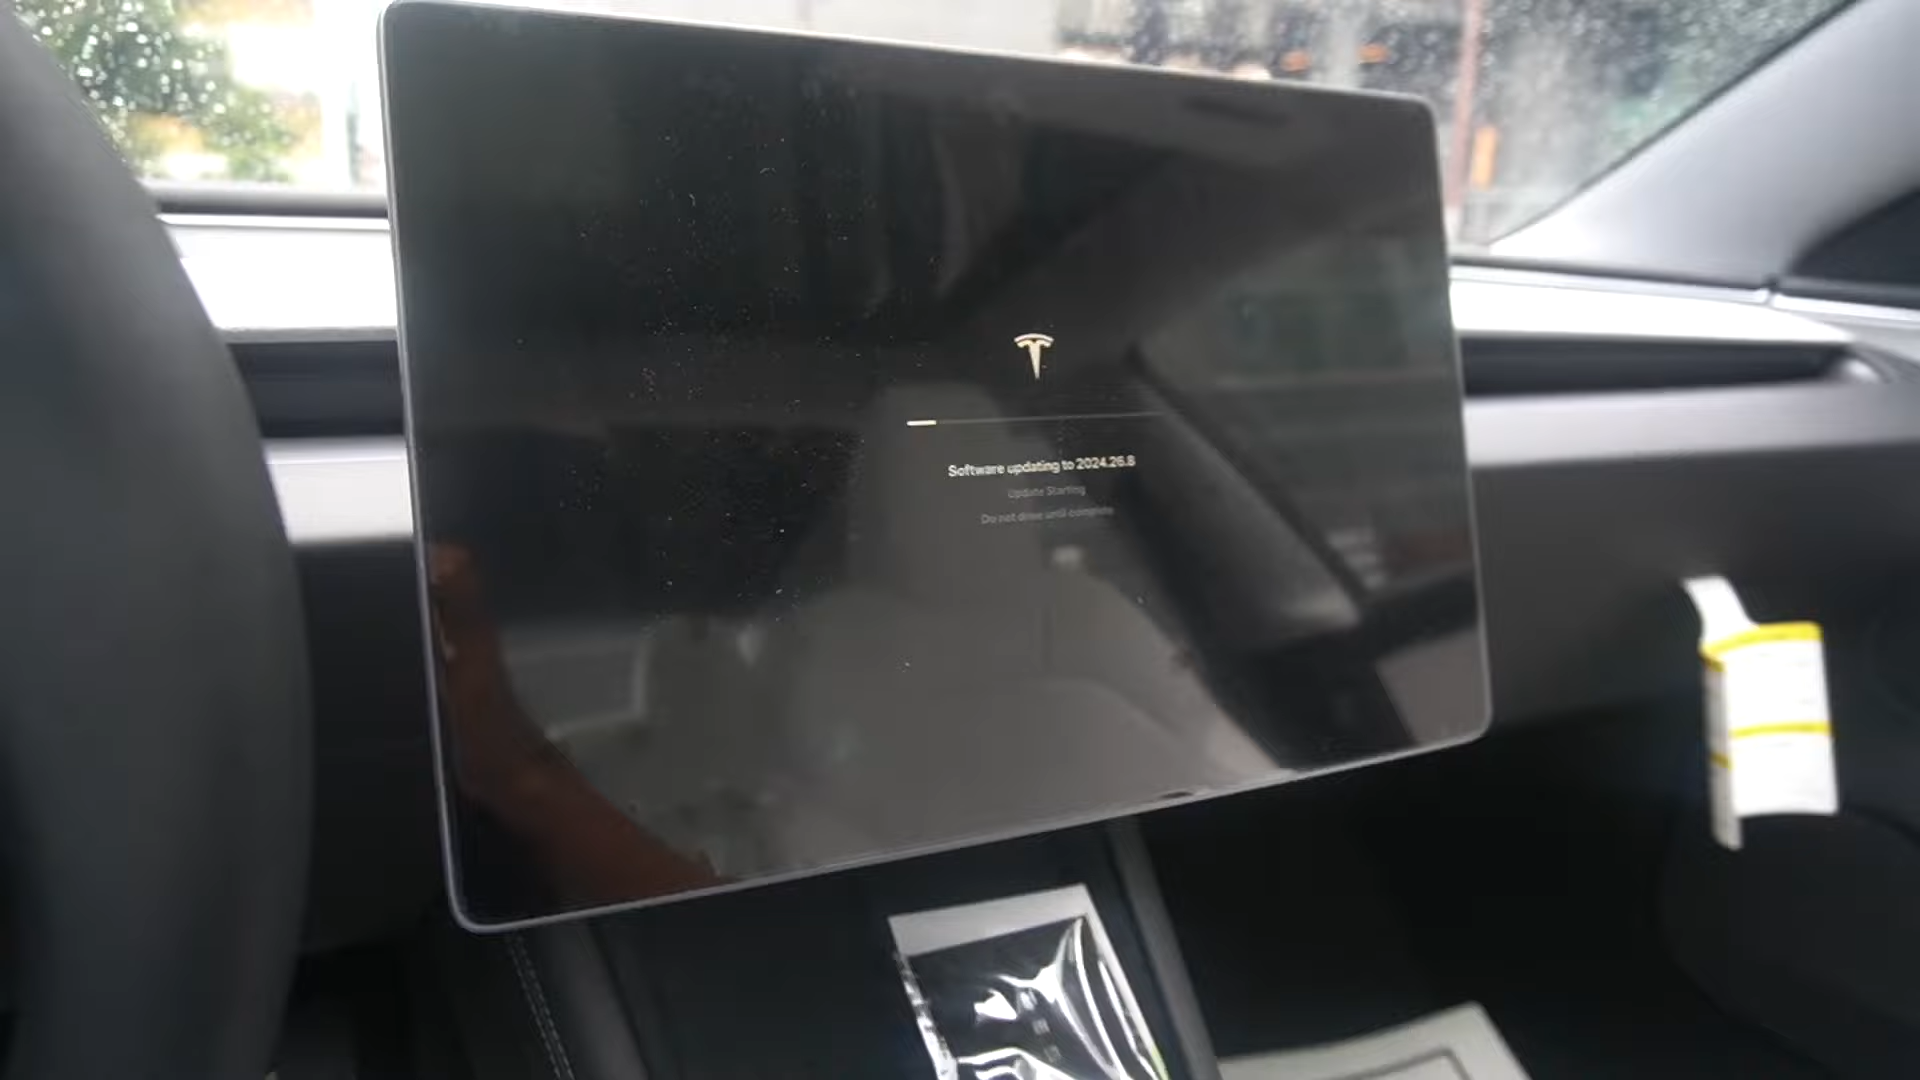 Software updating to 2024.26.8
Update Starting
Do not drive until complete